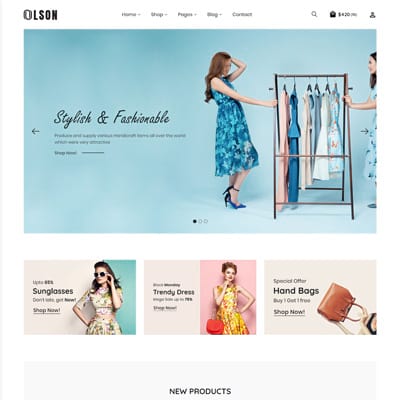 OLSON
Home Shop Pages Blog Contact
$420
Stylish & Fashionable
Produce and supply various Handicraft items all over the world
which were very attractive
Shop Now!
Upto 65%
Sunglasses
Don't late, get Now!
Shop Now!
Black Monday
Trendy Dress
Mega Sale up to 75%
Shop Now!
Special Offer
Hand Bags
Buy 1 Get 1 free
Shop Now!
NEW PRODUCTS